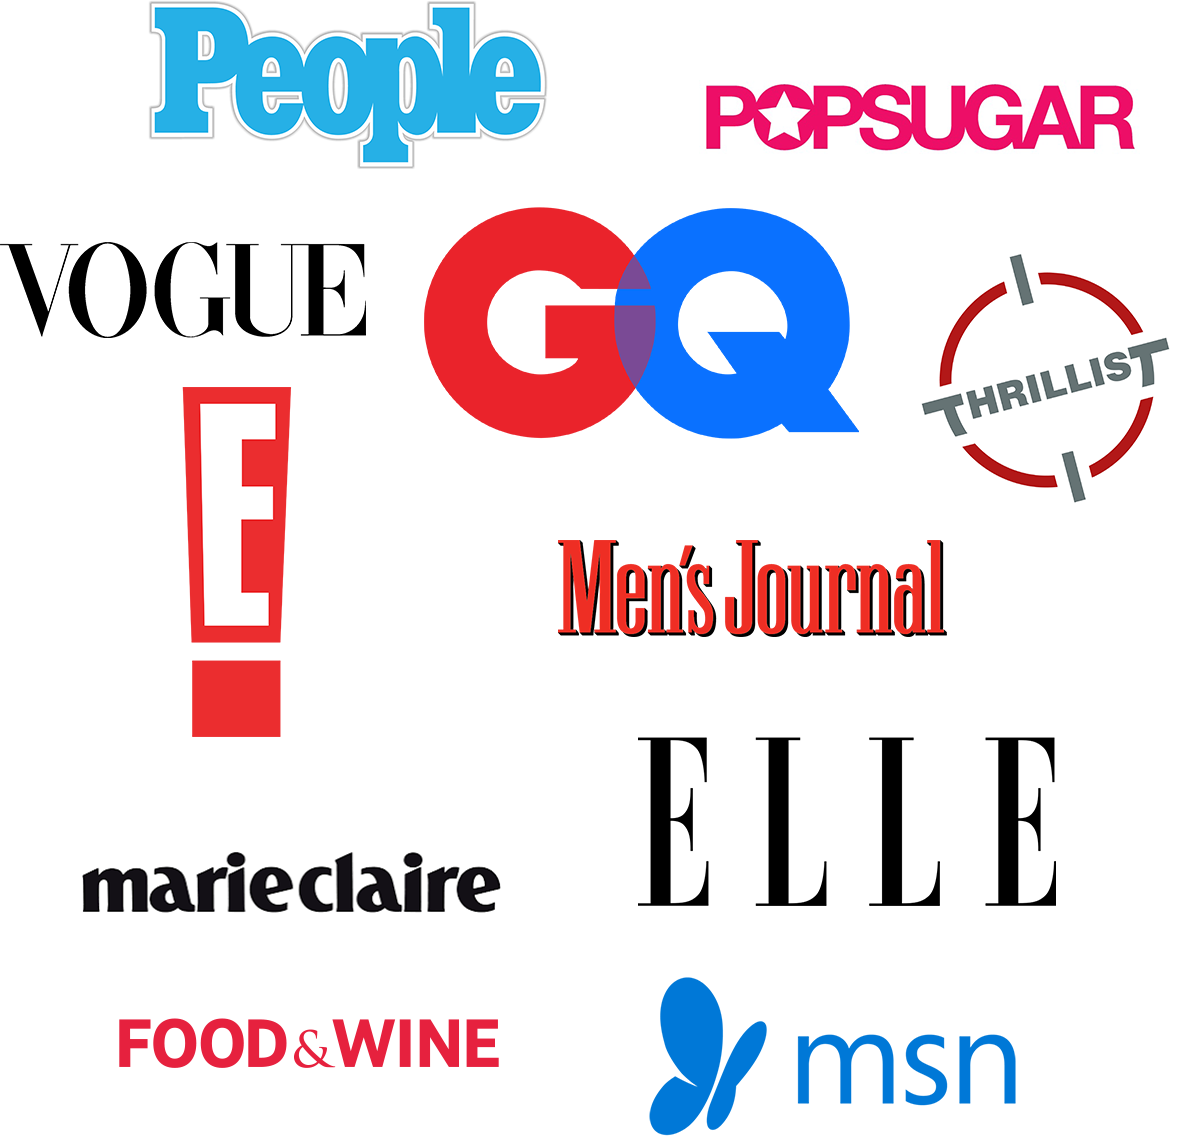 People
POPSUGAR
VOGUE
GQ
THRILLIST
E
Men's Journal
ELLE
marie claire
FOOD & WINE
msn